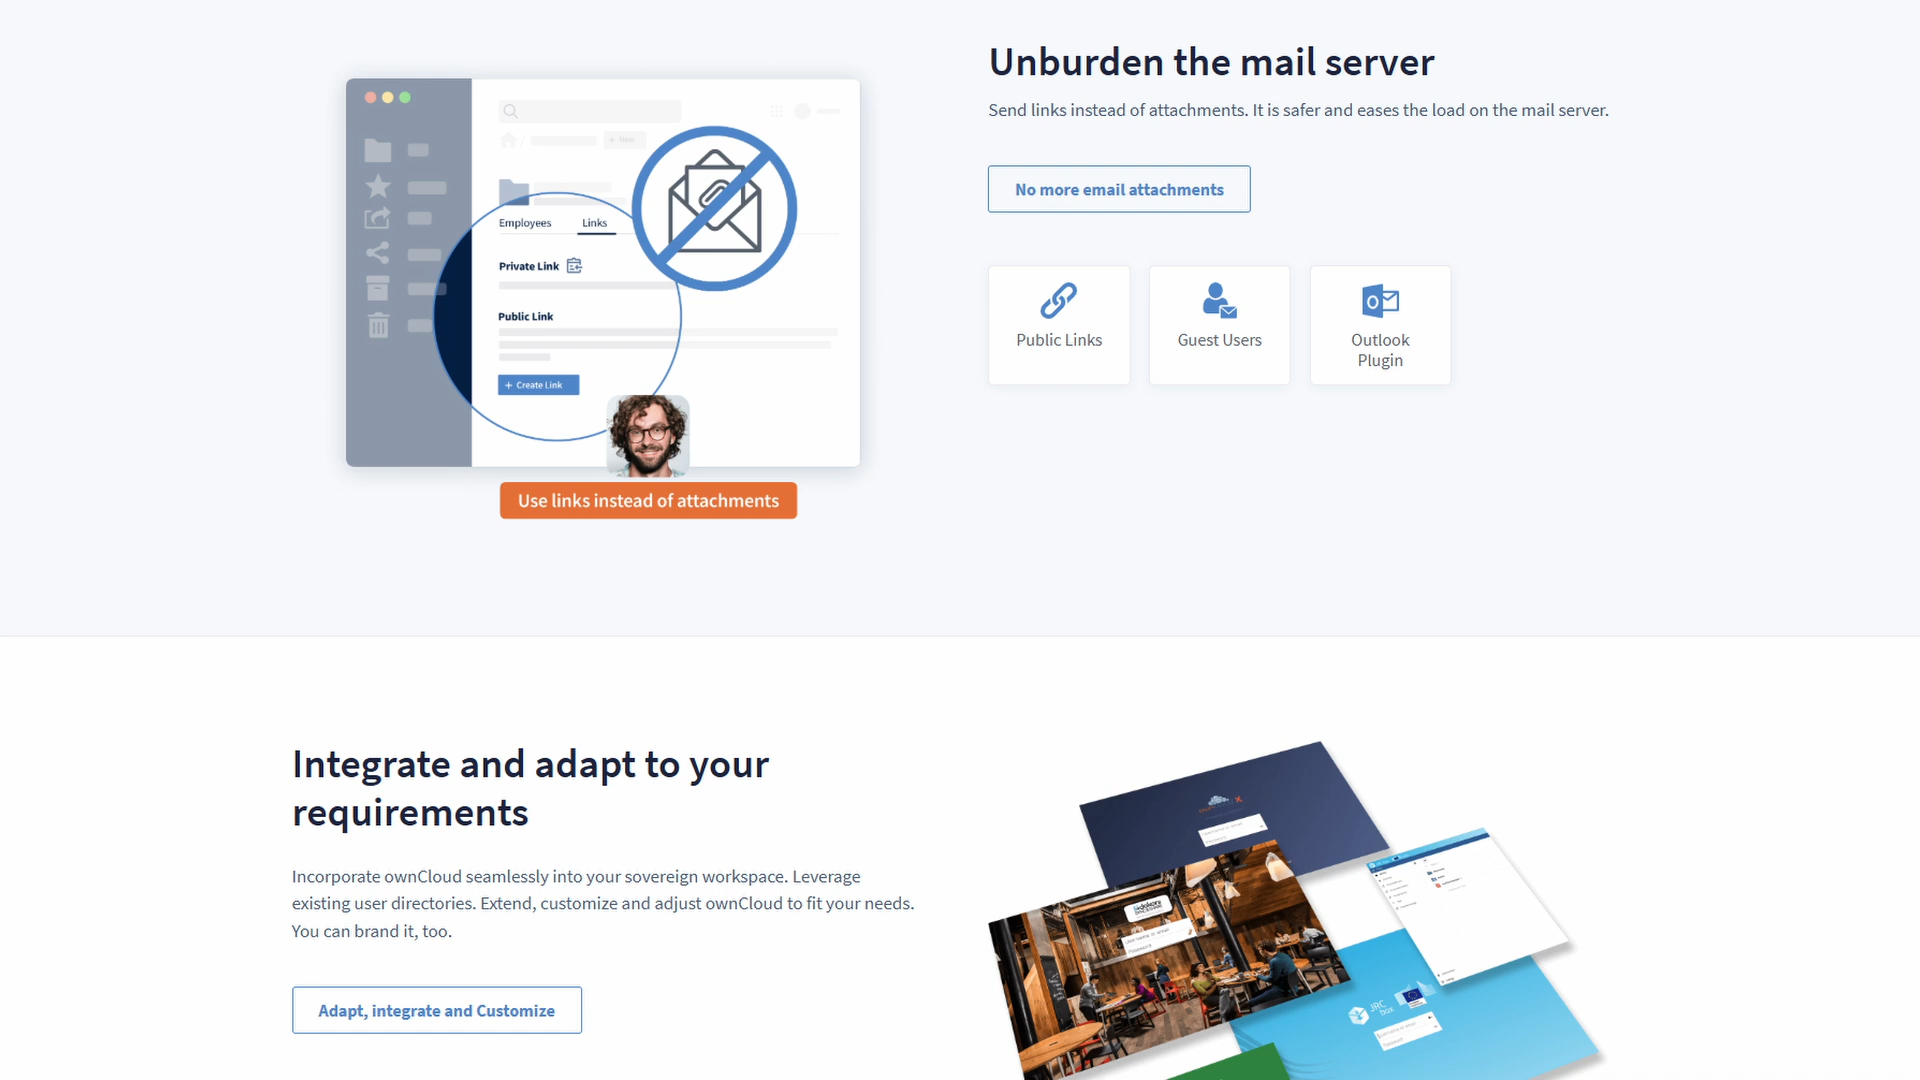 Unburden the mail server
Send links instead of attachments. It is safer and eases the load on the mail server.
No more email attachments
Public Links
Guest Users
Outlook
Plugin
+ New
Employees
Links
Private Link
Public Link
+ Create Link
Use links instead of attachments
Integrate and adapt to your
requirements
Incorporate ownCloud seamlessly into your sovereign workspace. Leverage
existing user directories. Extend, customize and adjust ownCloud to fit your needs.
You can brand it, too.
Adapt, integrate and Customize
JRC
box